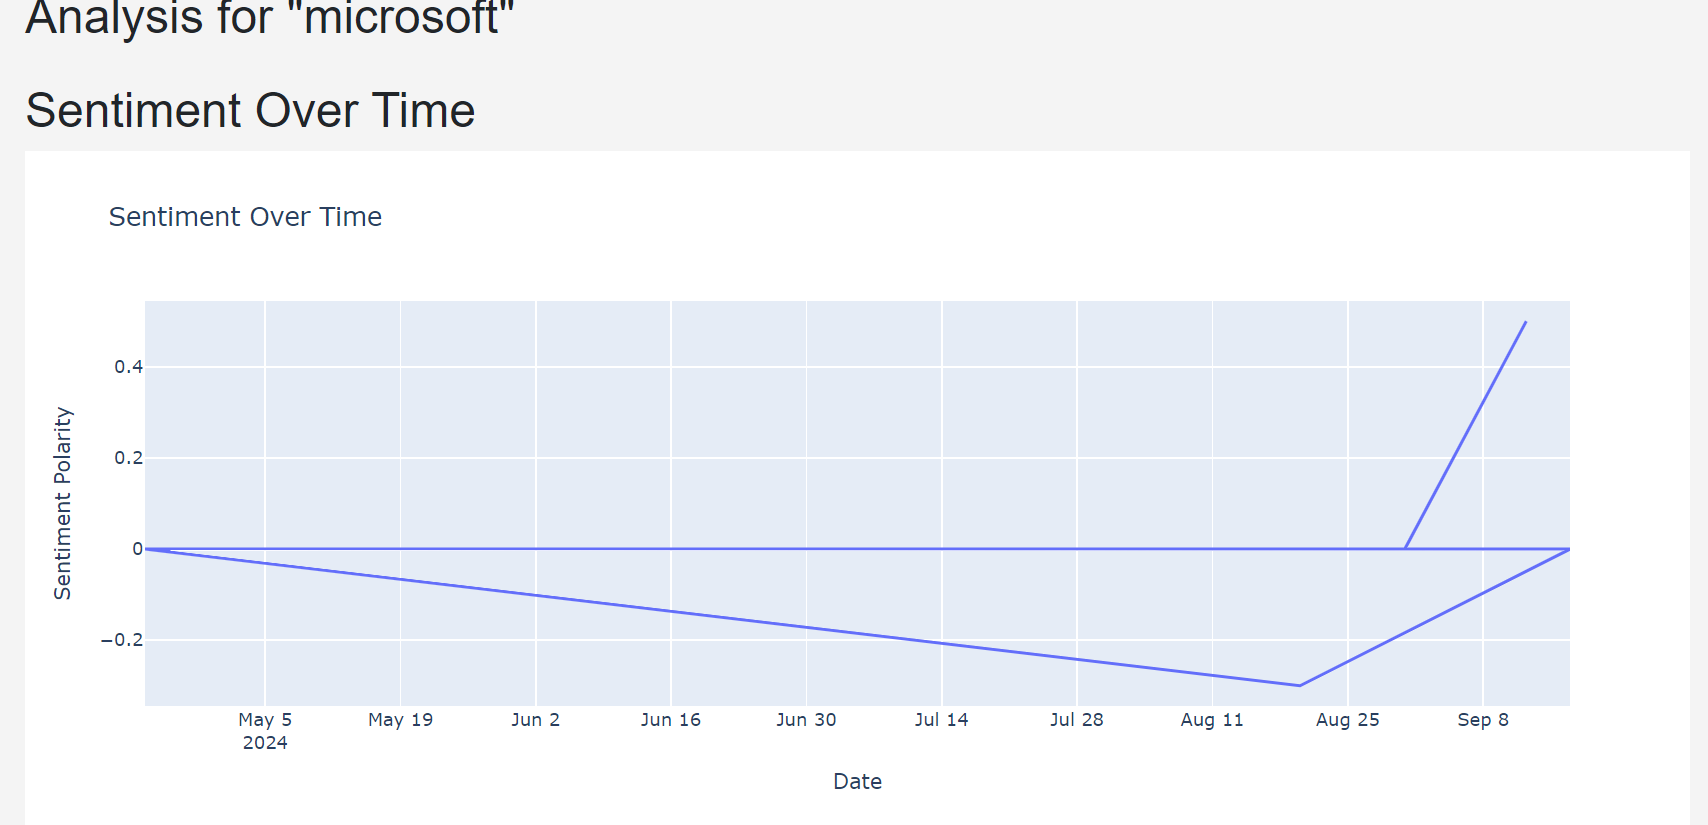 Analysis for "microsoft"
Sentiment Over Time
Sentiment Over Time
0.4
0.2
0
−0.2
Sentiment Polarity
May 5
2024
May 19
Jun 2
Jun 16
Jun 30
Jul 14
Jul 28
Aug 11
Aug 25
Sep 8
Date